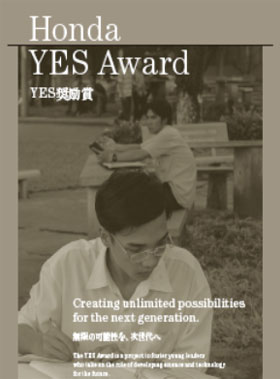 Honda
YES Award
YES奨励賞
Creating unlimited possibilities
for the next generation.
無限の可能性を、次世代へ
The YES Award is a project to foster young leaders
who take on the role of developing science and technology
for the future.